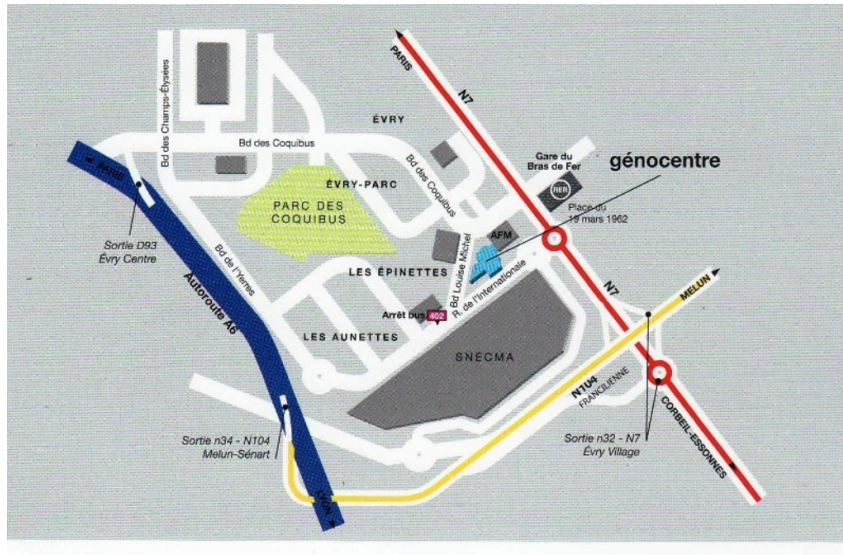 PARIS
N7
Bd des Champs-Élysées
ÉVRY
Bd des Coquibus
Gare du
Bras de Fer
génocentre
PARIS
ÉVRY-PARC
Bd des Coquibus
RER
PARC DES
COQUIBUS
Place du
19 mars 1962
Sortie D93
Évry Centre
AFM
Bd de l'Yerres
LES ÉPINETTES
Bd Louise Michel
R. de l'Internationale
N7
MELUN
Autoroute A6
Arrêt bus 402
LES AUNETTES
SNECMA
N104
FRANCILIENNE
Sortie n34 - N104
Melun-Sénart
Sortie n32 - N7
Évry Village
CORBEIL-ESSONNES
LYON